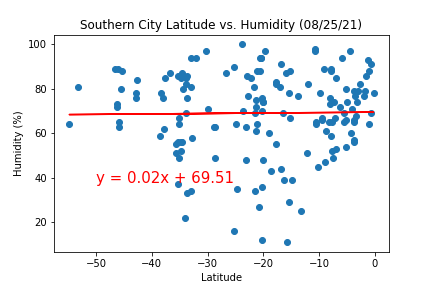 Southern City Latitude vs. Humidity (08/25/21)
100
80
60
40
20
Humidity (%)
y = 0.02x + 69.51
−50 −40 −30 −20 −10 0
Latitude